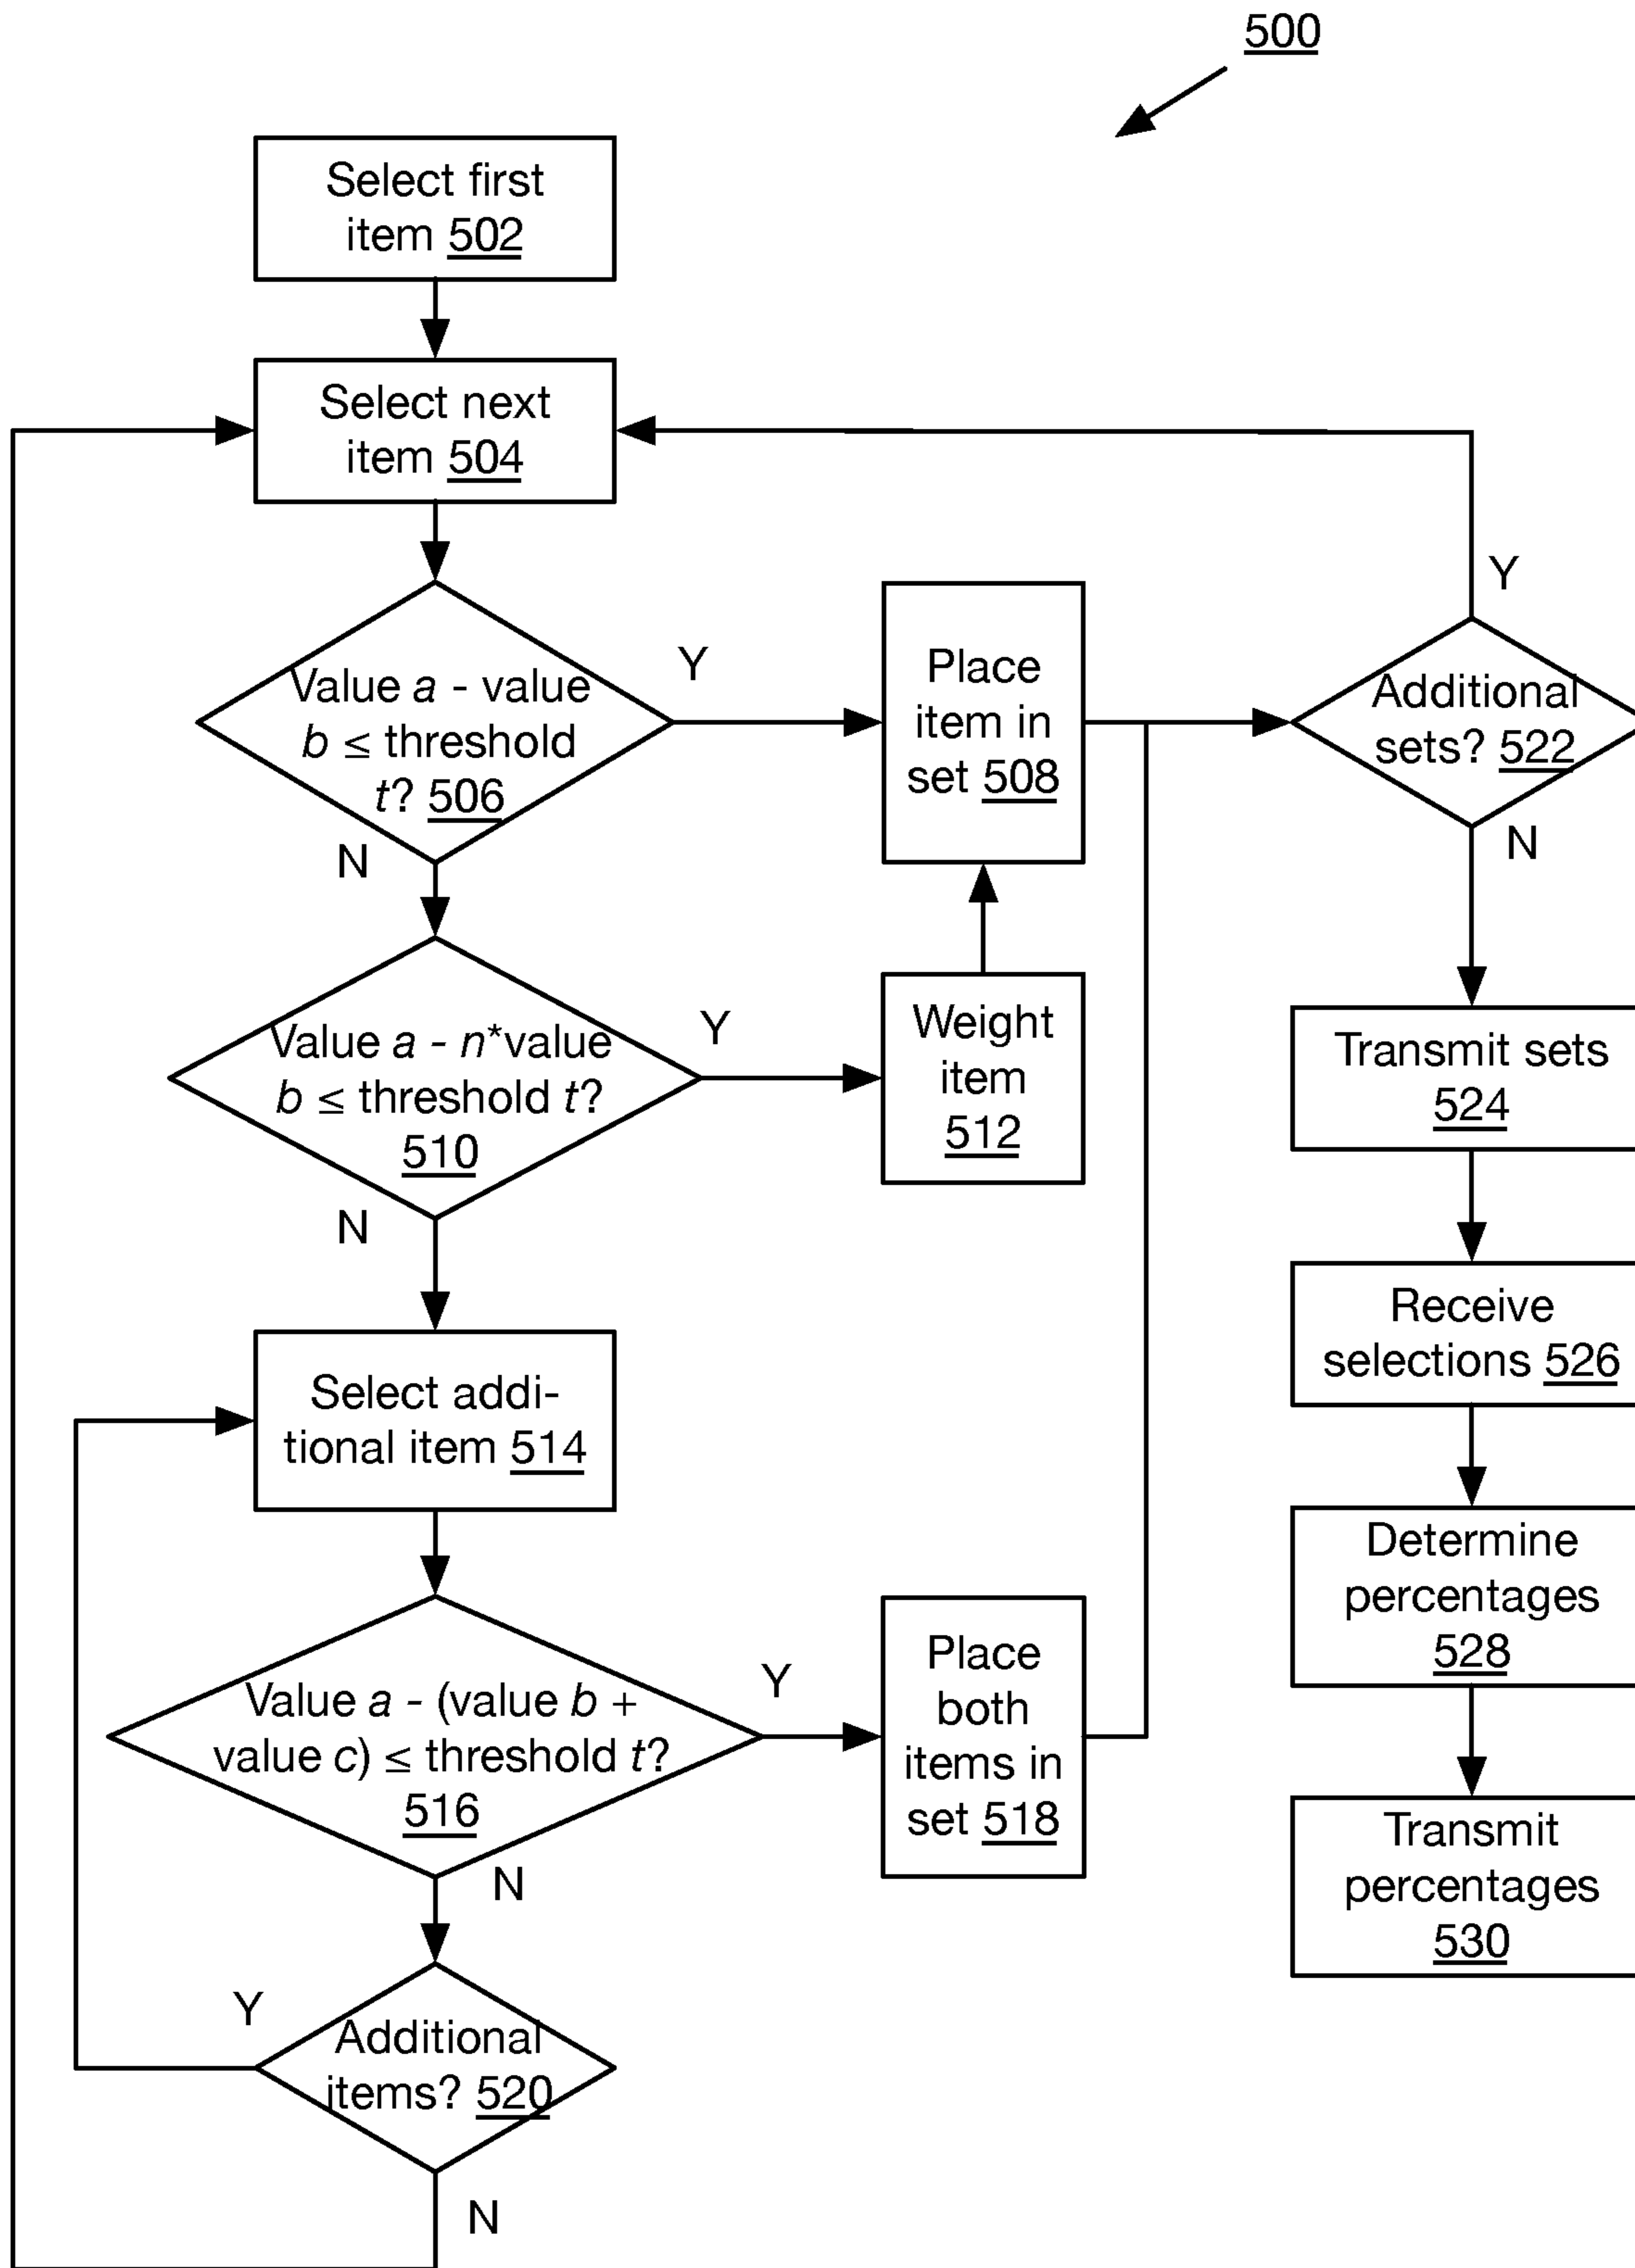 500
Select first
item 502
Select next
item 504
Value a - value
b ≤ threshold
t? 506
Y
N
Place
item in
set 508
Value a - n*value
b ≤ threshold t?
510
Y
N
Weight
item
512
Select addi-
tional item 514
Value a - (value b +
value c) ≤ threshold t?
516
Y
N
Place
both
items in
set 518
Additional
items? 520
Y
N
Additional
sets? 522
Y
N
Transmit sets
524
Receive
selections 526
Determine
percentages
528
Transmit
percentages
530